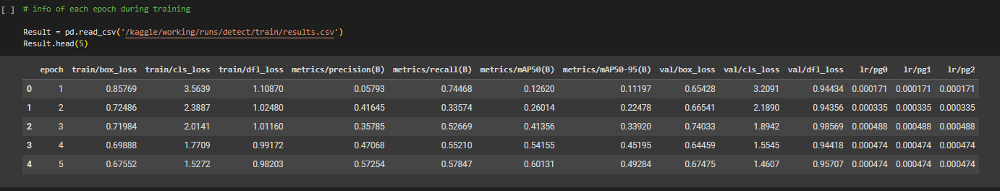 [ ] # info of each epoch during training
Result = pd.read_csv('/kaggle/working/runs/detect/train/results.csv')
Result.head(5)
epoch train/box_loss train/cls_loss train/dfl_loss metrics/precision(B) metrics/recall(B) metrics/mAP50(B) metrics/mAP50-95(B) val/box_loss val/cls_loss val/dfl_loss lr/pg0 lr/pg1 lr/pg2
0 1 0.85769 3.5639 1.10870 0.05793 0.74468 0.12620 0.11197 0.65428 3.2091 0.94434 0.000171 0.000171 0.000171
1 2 0.72486 2.3887 1.02480 0.41645 0.33574 0.26014 0.22478 0.66541 2.1890 0.94356 0.000335 0.000335 0.000335
2 3 0.71984 2.0141 1.01160 0.35785 0.52669 0.41356 0.33920 0.74033 1.8942 0.98569 0.000488 0.000488 0.000488
3 4 0.69888 1.7709 0.99172 0.47068 0.55210 0.54155 0.45195 0.64459 1.5545 0.94418 0.000474 0.000474 0.000474
4 5 0.67552 1.5272 0.98203 0.57254 0.57847 0.60131 0.49284 0.67475 1.4607 0.95707 0.000474 0.000474 0.000474